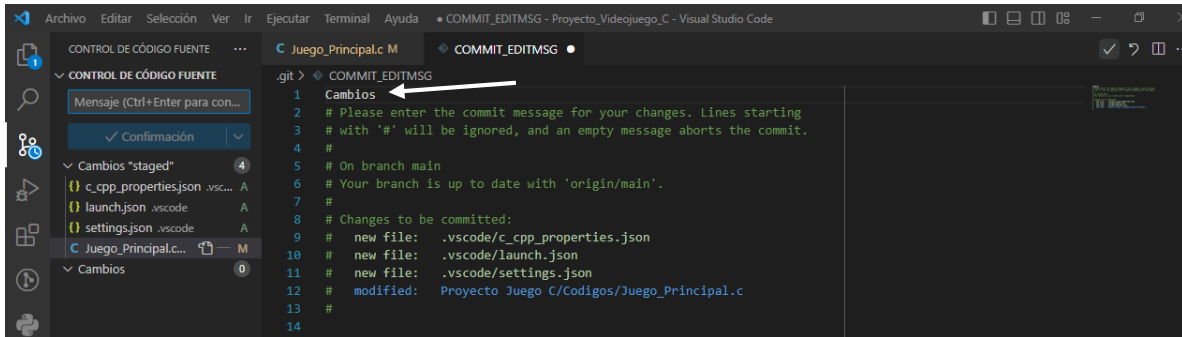 Archivo Editar Selección Ver Ir Ejecutar Terminal Ayuda ● COMMIT_EDITMSG - Proyecto_Videojuego_C - Visual Studio Code
CONTROL DE CÓDIGO FUENTE ...
C Juego_Principal.c M COMMIT_EDITMSG ●
CONTROL DE CÓDIGO FUENTE
.git > COMMIT_EDITMSG
Mensaje (Ctrl+Enter para con...
✓ Confirmación
Cambios "staged" 4
{} c_cpp_properties.json .vsc... A
{} launch.json .vscode A
{} settings.json .vscode A
C Juego_Principal.c... M
Cambios 0
1
1 Cambios
2 # Please enter the commit message for your changes. Lines starting
3 # with '#' will be ignored, and an empty message aborts the commit.
4 #
5 # On branch main
6 # Your branch is up to date with 'origin/main'.
7 #
8 # Changes to be committed:
9 # new file: .vscode/c_cpp_properties.json
10 # new file: .vscode/launch.json
11 # new file: .vscode/settings.json
12 # modified: Proyecto Juego C/Codigos/Juego_Principal.c
13 #
14